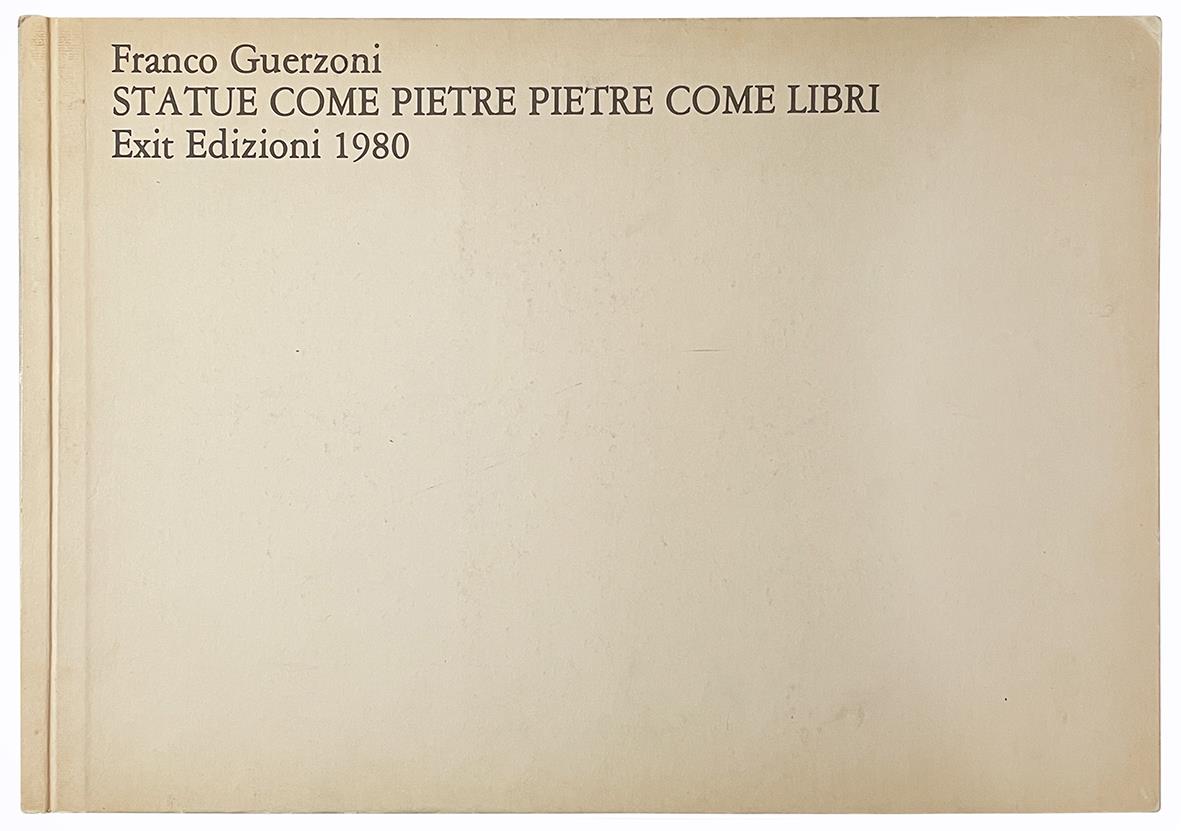 Franco Guerzoni
STATUE COME PIETRE PIETRE COME LIBRI
Exit Edizioni 1980